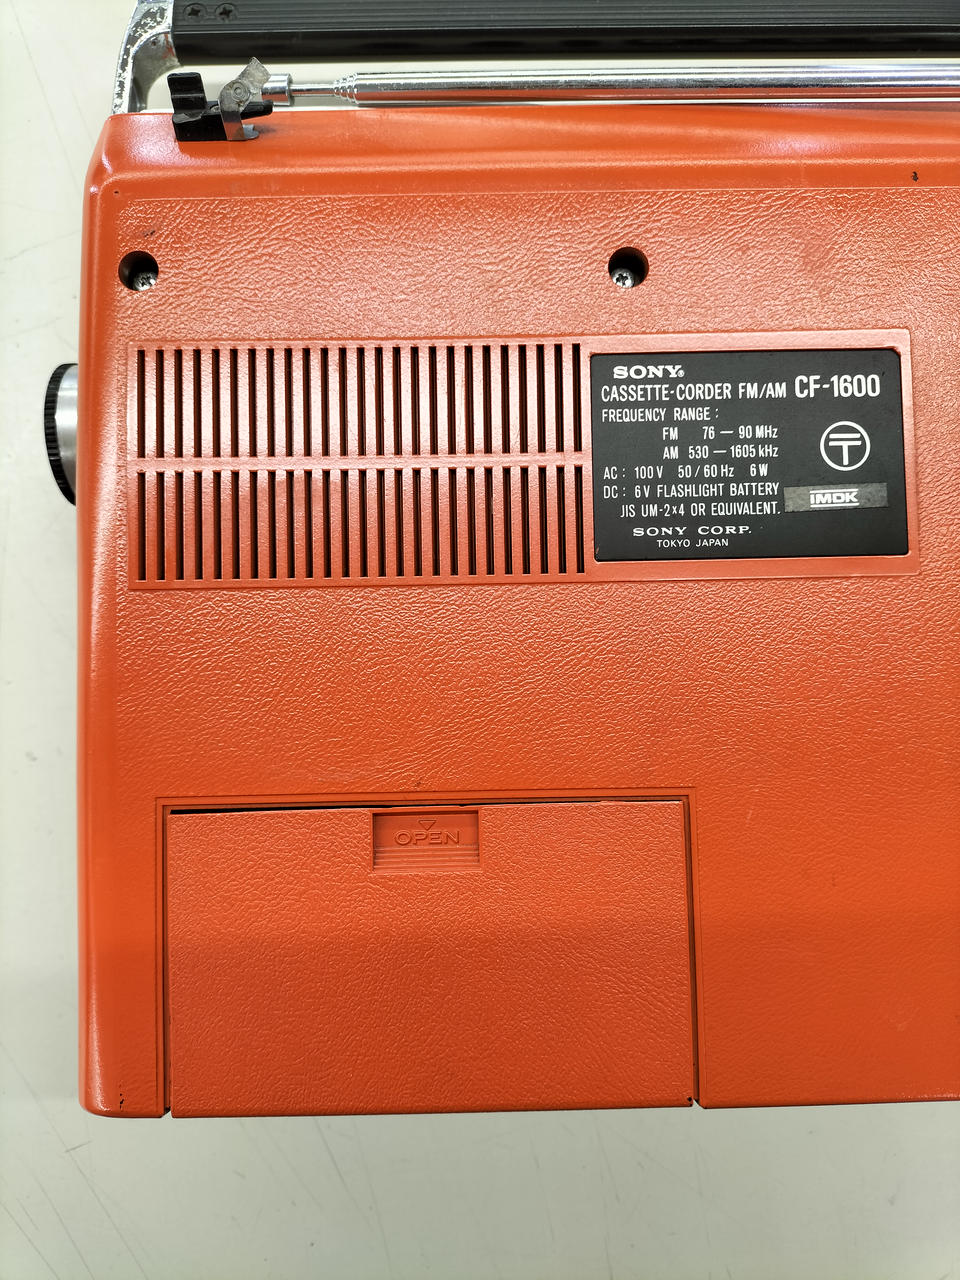 SONY®
CASSETTE-CORDER FM/AM CF-1600
FREQUENCY RANGE :
FM 76 — 90 MHz
AM 530 — 1605 kHz
AC : 100 V 50 / 60 Hz 6 W
DC : 6 V FLASHLIGHT BATTERY
JIS UM-2×4 OR EQUIVALENT.
SONY CORP.
TOKYO JAPAN
T
iMDK
OPEN